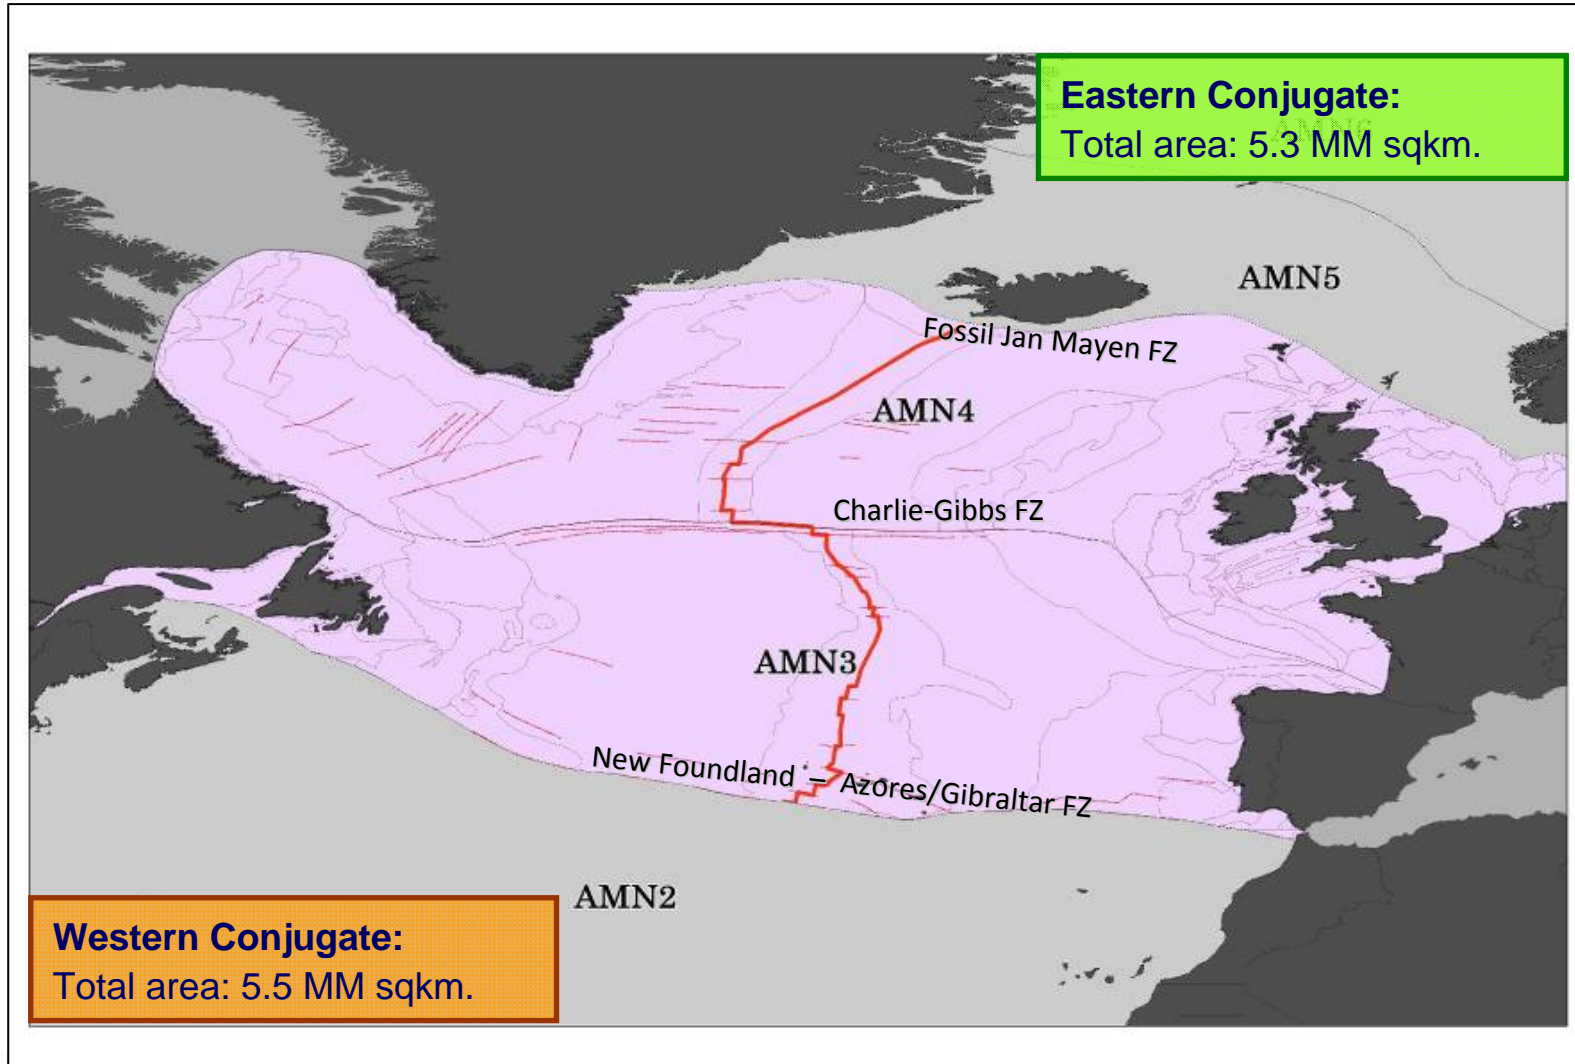 Eastern Conjugate:
AMN6
Total area: 5.3 MM sqkm.
AMN5
Fossil Jan Mayen FZ
AMN4
Charlie-Gibbs FZ
AMN3
New Foundland – Azores/Gibraltar FZ
AMN2
Western Conjugate:
Total area: 5.5 MM sqkm.